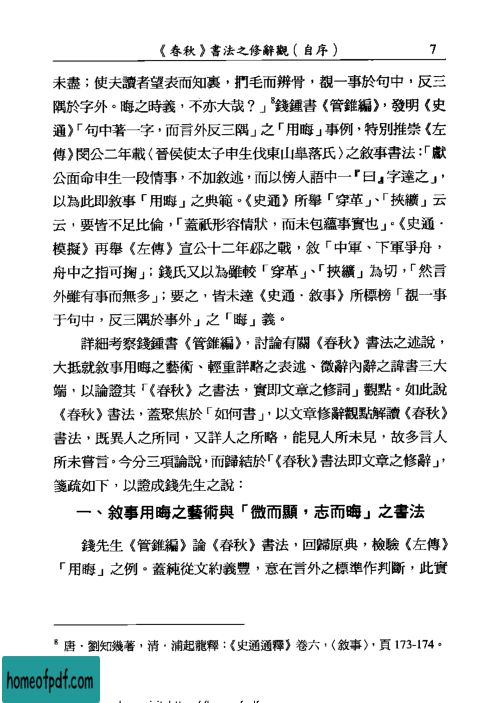 《春秋》書法之修辭觀（自序） 7
未盡；使夫讀者望表而知裏，捫毛而辨骨，覩一事於句中，反三
隅於字外。晦之時義，不亦大哉？」⁸錢鍾書《管錐編》，發明《史
通》「句中著一字，而言外反三隅」之「用晦」事例，特別推崇《左
傳》閔公二年載〈晉侯使太子申生伐東山皋落氏〉之敘事書法：「獻
公面命申生一段情事，不加敘述，而以傍人語中一『曰』字達之」，
以為此即敘事「用晦」之典範。《史通》所舉「穿革」、「挾纊」云
云，要皆不足比倫，「蓋祇形容情狀，而未包蘊事實也」。《史通．
模擬》再舉《左傳》宣公十二年邲之戰，敘「中軍、下軍爭舟，
舟中之指可掬」；錢氏又以為雖較「穿革」、「挾纊」為切，「然言
外雖有事而無多」；要之，皆未達《史通．敘事》所標榜「覩一事
于句中，反三隅於事外」之「晦」義。
詳細考察錢鍾書《管錐編》，討論有關《春秋》書法之述說，
大抵就敘事用晦之藝術、輕重詳略之表述、微辭內辭之諱書三大
端，以論證其「《春秋》之書法，實即文章之修詞」觀點。如此說
《春秋》書法，蓋聚焦於「如何書」，以文章修辭觀點解讀《春秋》
書法，既異人之所同，又詳人之所略，能見人所未見，故多言人
所未嘗言。今分三項論說，而歸結於「《春秋》書法即文章之修辭」，
箋疏如下，以證成錢先生之說：
一、敘事用晦之藝術與「微而顯，志而晦」之書法
錢先生《管錐編》論《春秋》書法，回歸原典，檢驗《左傳》
「用晦」之例。蓋純從文約義豐，意在言外之標準作判斷，此實
⁸ 唐．劉知幾著，清．浦起龍釋：《史通通釋》卷六，〈敘事〉，頁 173-174。
homeofpdf.com